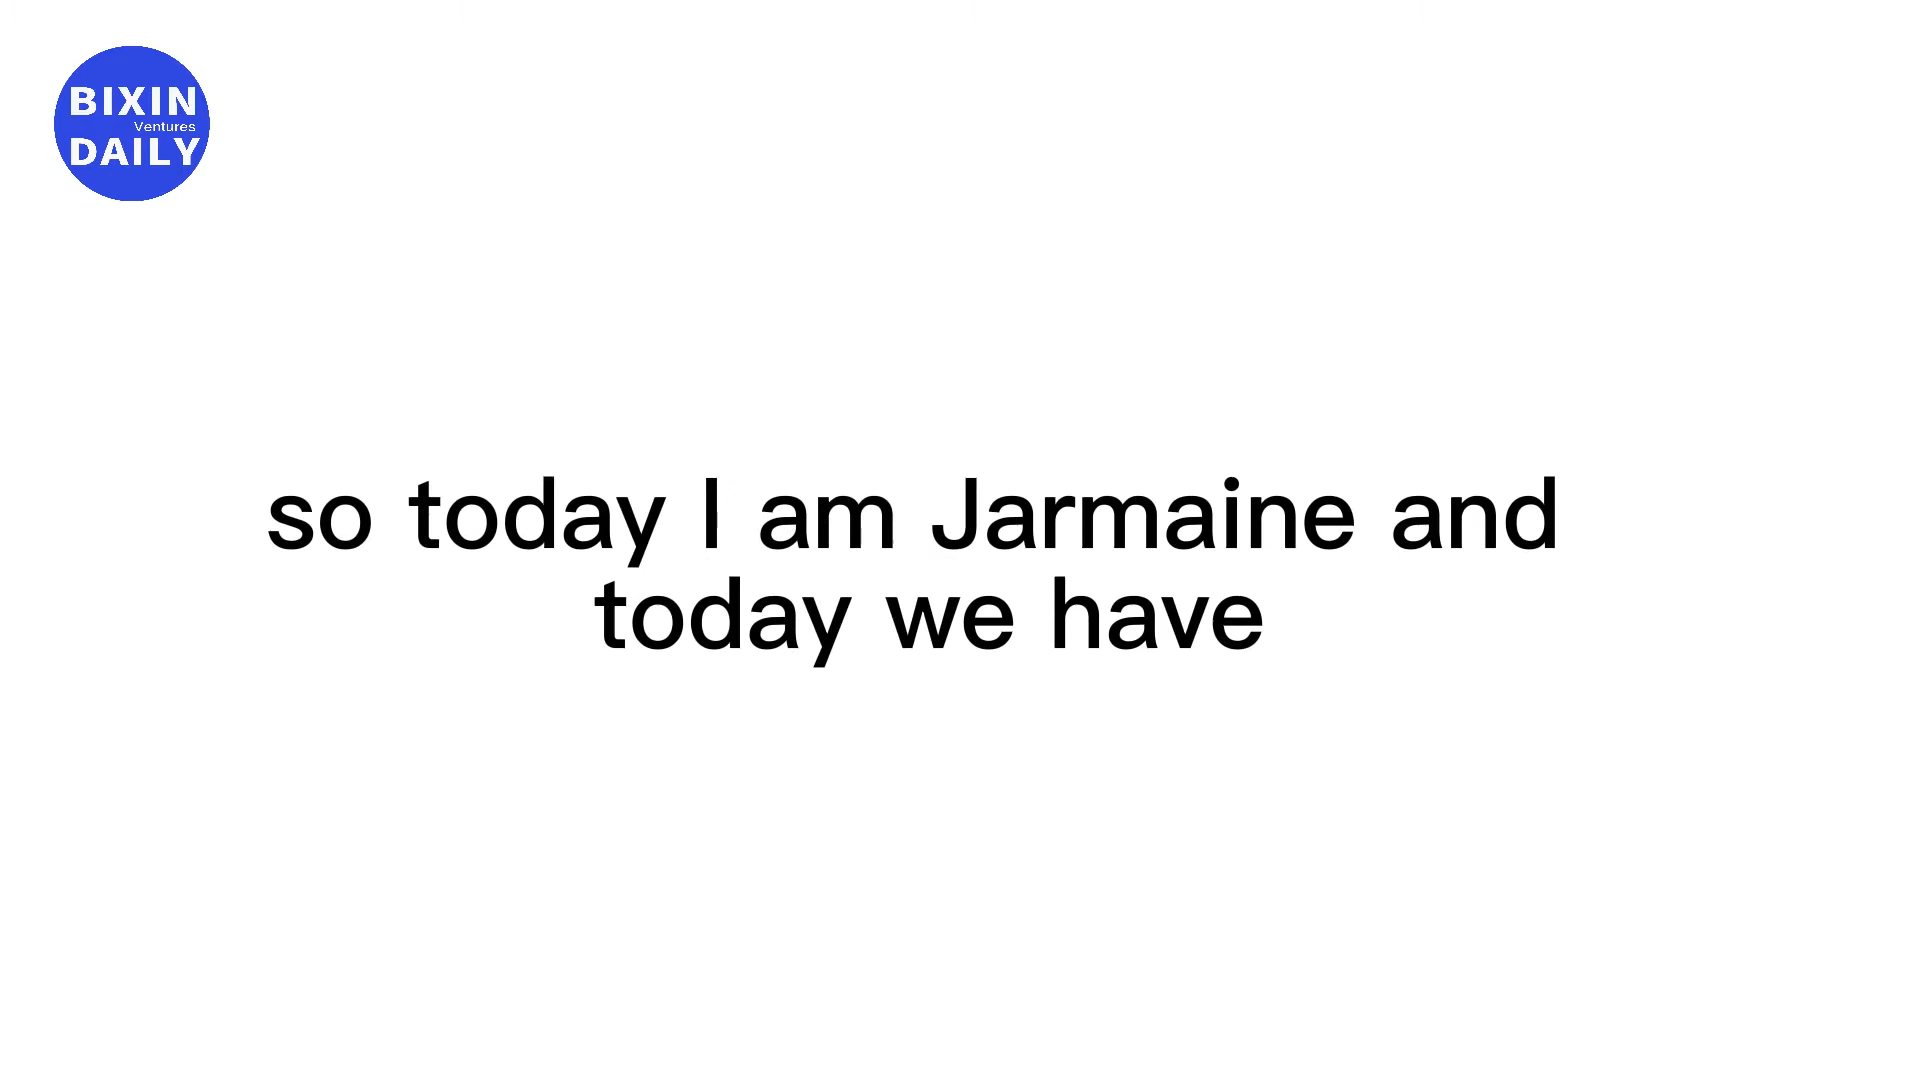 BIXIN
Ventures
DAILY
so today I am Jarmaine and
today we have